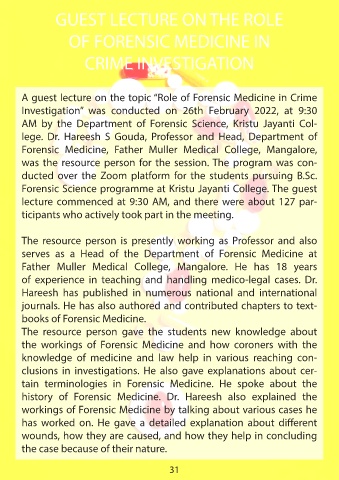 GUEST LECTURE ON THE ROLE
OF FORENSIC MEDICINE IN
CRIME INVESTIGATION
A guest lecture on the topic “Role of Forensic Medicine in Crime
Investigation” was conducted on 26th February 2022, at 9:30
AM by the Department of Forensic Science, Kristu Jayanti Col-
lege. Dr. Hareesh S Gouda, Professor and Head, Department of
Forensic Medicine, Father Muller Medical College, Mangalore,
was the resource person for the session. The program was con-
ducted over the Zoom platform for the students pursuing B.Sc.
Forensic Science programme at Kristu Jayanti College. The guest
lecture commenced at 9:30 AM, and there were about 127 par-
ticipants who actively took part in the meeting.
The resource person is presently working as Professor and also
serves as a Head of the Department of Forensic Medicine at
Father Muller Medical College, Mangalore. He has 18 years
of experience in teaching and handling medico-legal cases. Dr.
Hareesh has published in numerous national and international
journals. He has also authored and contributed chapters to text-
books of Forensic Medicine.
The resource person gave the students new knowledge about
the workings of Forensic Medicine and how coroners with the
knowledge of medicine and law help in various reaching con-
clusions in investigations. He also gave explanations about cer-
tain terminologies in Forensic Medicine. He spoke about the
history of Forensic Medicine. Dr. Hareesh also explained the
workings of Forensic Medicine by talking about various cases he
has worked on. He gave a detailed explanation about different
wounds, how they are caused, and how they help in concluding
the case because of their nature.
31